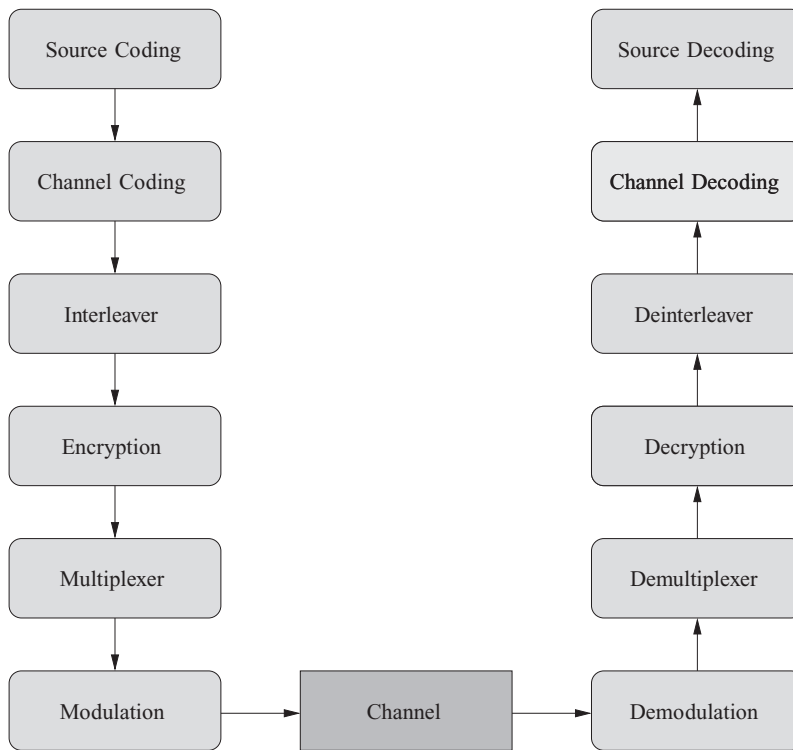 Source Coding
Channel Coding
Interleaver
Encryption
Multiplexer
Modulation
Channel
Source Decoding
Channel Decoding
Deinterleaver
Decryption
Demultiplexer
Demodulation